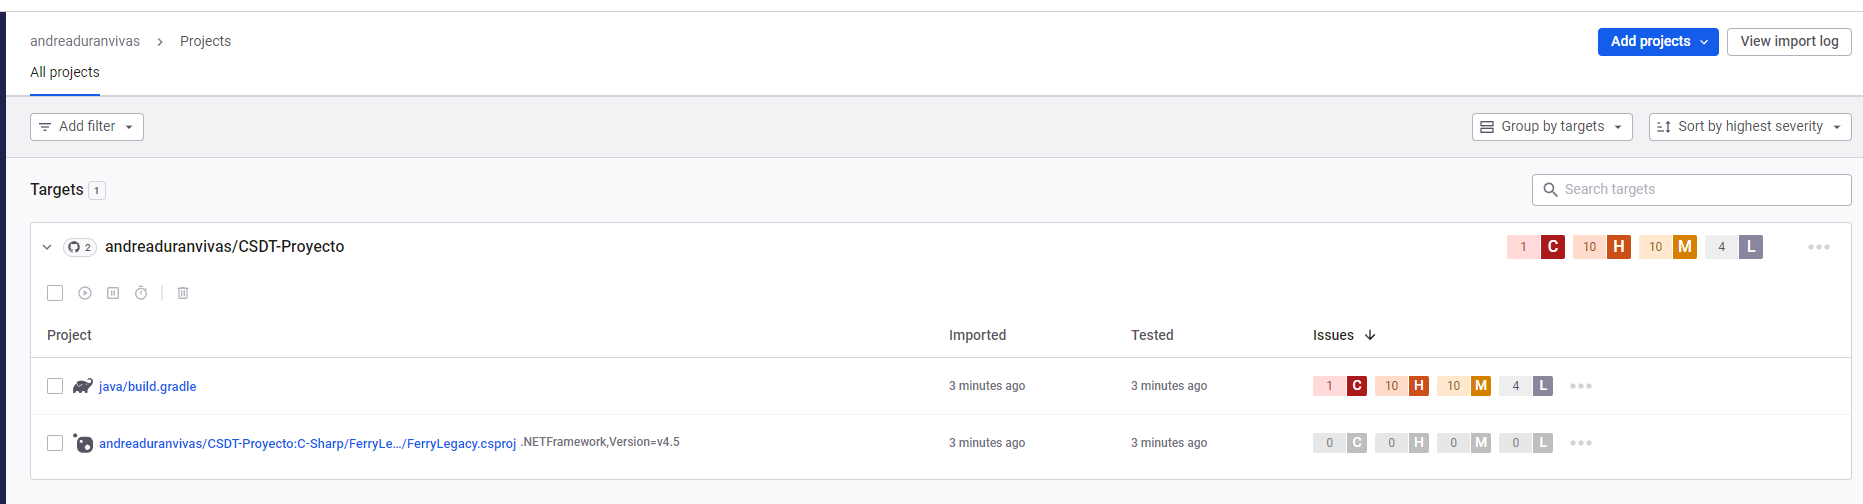 andreaduranvivas > Projects
Add projects
View import log
All projects
Add filter
Group by targets
Sort by highest severity
Targets 1
Search targets
2 andreaduranvivas/CSDT-Proyecto
1 C 10 H 10 M 4 L
Project Imported Tested Issues
java/build.gradle 3 minutes ago 3 minutes ago 1 C 10 H 10 M 4 L
andreaduranvivas/CSDT-Proyecto:C-Sharp/FerryLe.../FerryLegacy.csproj .NETFramework,Version=v4.5 3 minutes ago 3 minutes ago 0 C 0 H 0 M 0 L